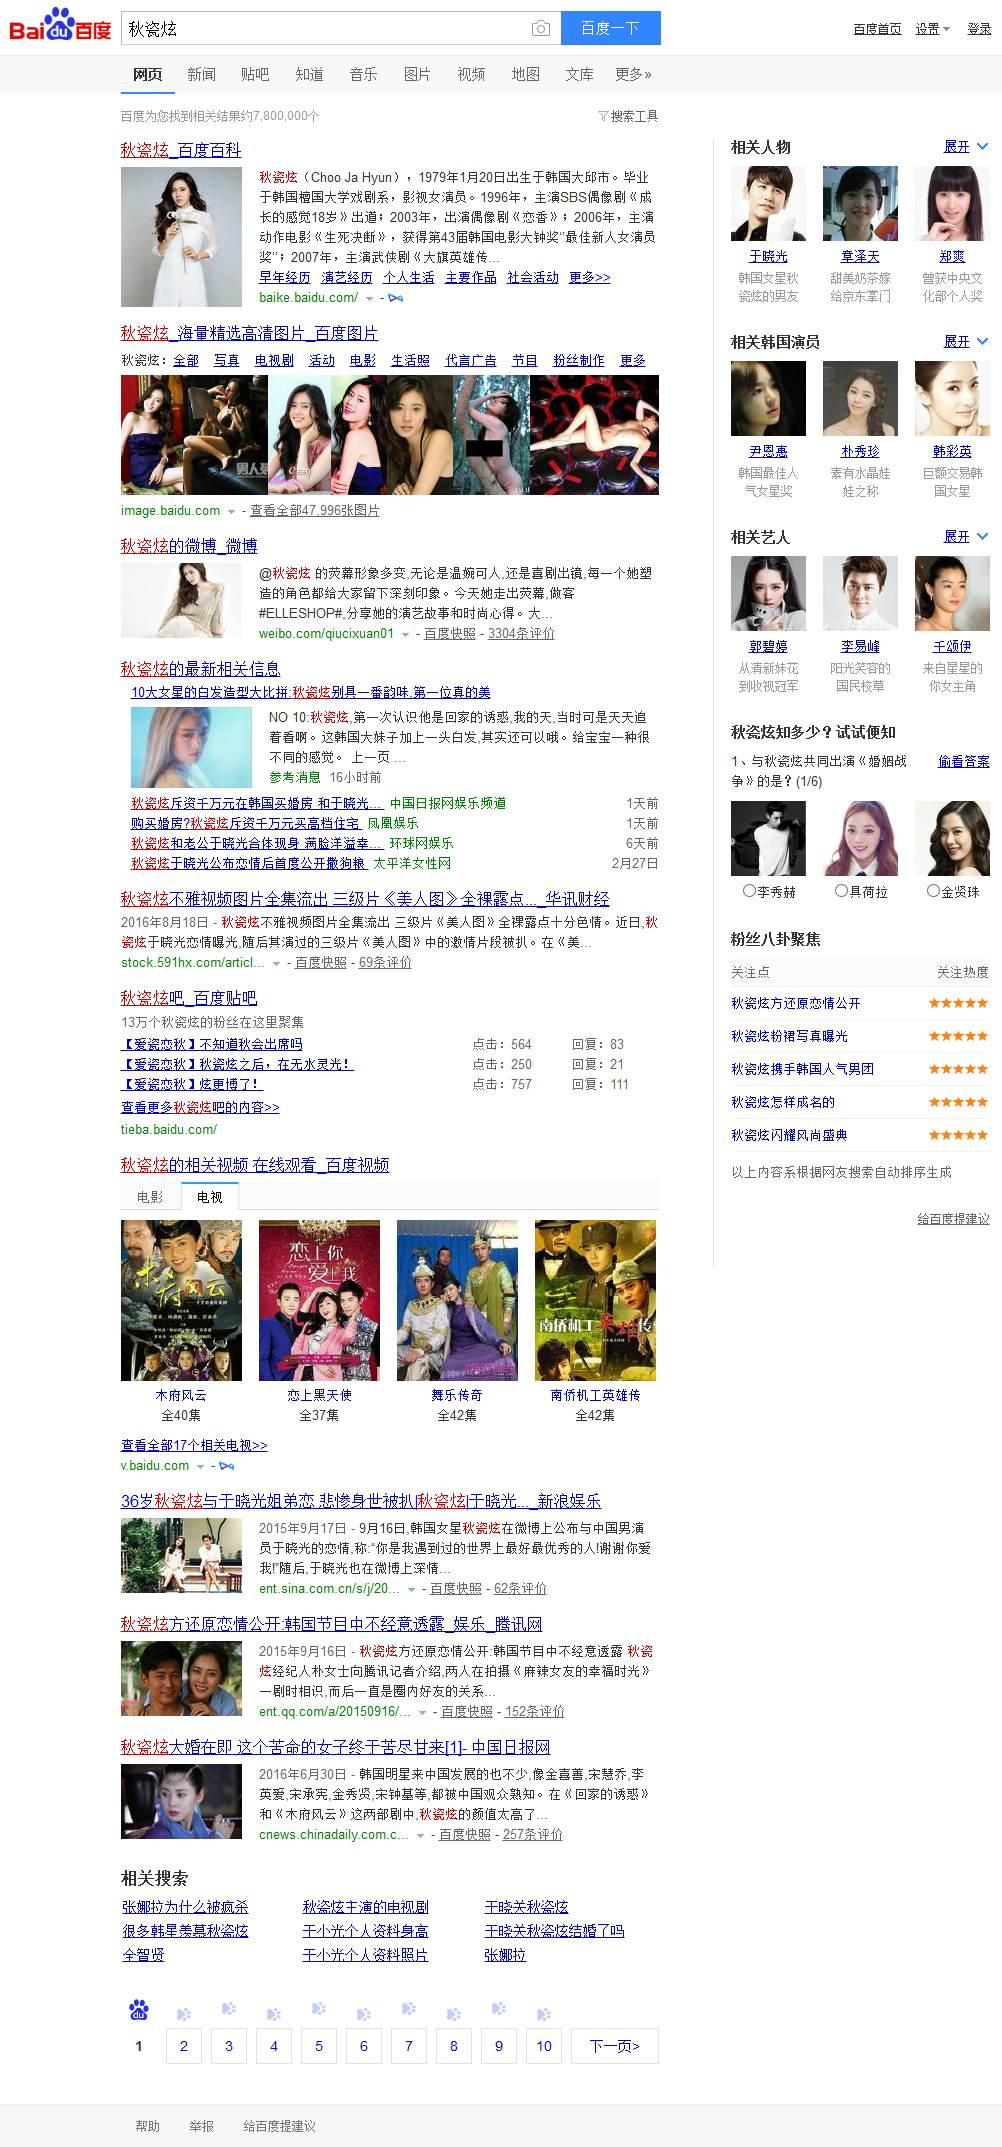 Bai du 百度
秋瓷炫
百度一下
百度首页 设置 登录
网页 新闻 贴吧 知道 音乐 图片 视频 地图 文库 更多»
百度为您找到相关结果约7,800,000个
搜索工具
秋瓷炫_百度百科
秋瓷炫（Choo Ja Hyun），1979年1月20日出生于韩国大邱市。毕业
于韩国檀国大学戏剧系，影视女演员。1996年，主演SBS偶像剧《成
长的感觉18岁》出道；2003年，出演偶像剧《恋香》；2006年，主演
动作电影《生死决断》，获得第43届韩国电影大钟奖“最佳新人女演员
奖”；2007年，主演武侠剧《大旗英雄传...
早年经历 演艺经历 个人生活 主要作品 社会活动 更多>>
baike.baidu.com/ -
秋瓷炫_海量精选高清图片_百度图片
秋瓷炫：全部 写真 电视剧 活动 电影 生活照 代言广告 节目 粉丝制作 更多
image.baidu.com - 查看全部47,996张图片
秋瓷炫的微博_微博
@秋瓷炫 的荧幕形象多变,无论是温婉可人,还是喜剧出镜,每一个她塑
造的角色都给大家留下深刻印象。今天她走出荧幕,做客
#ELLESHOP#,分享她的演艺故事和时尚心得。大...
weibo.com/qiucixuan01 - 百度快照 - 3304条评价
秋瓷炫的最新相关信息
10大女星的白发造型大比拼:秋瓷炫别具一番韵味,第一位真的美
NO 10:秋瓷炫,第一次认识他是回家的诱惑,我的天,当时可是天天追
着看啊。这韩国大妹子加上一头白发,其实还可以哦。给宝宝一种很
不同的感觉。 上一页 ...
参考消息 16小时前
秋瓷炫斥资千万元在韩国买婚房 和于晓光... 中国日报网娱乐频道 1天前
购买婚房?秋瓷炫斥资千万元买高档住宅 凤凰娱乐 1天前
秋瓷炫和老公于晓光合体现身 满脸洋溢幸... 环球网娱乐 6天前
秋瓷炫于晓光公布恋情后首度公开撒狗粮 太平洋女性网 2月27日
秋瓷炫不雅视频图片全集流出 三级片《美人图》全裸露点..._华讯财经
2016年8月18日 - 秋瓷炫不雅视频图片全集流出 三级片《美人图》全裸露点十分色情。近日,秋
瓷炫于晓光恋情曝光,随后其演过的三级片《美人图》中的激情片段被扒。在《美...
stock.591hx.com/articl... - 百度快照 - 69条评价
秋瓷炫吧_百度贴吧
13万个秋瓷炫的粉丝在这里聚集
【爱瓷恋秋】不知道秋会出席吗 点击：564 回复：83
【爱瓷恋秋】秋瓷炫之后，在无水灵光！ 点击：250 回复：21
【爱瓷恋秋】炫更博了！ 点击：757 回复：111
查看更多秋瓷炫吧的内容>>
tieba.baidu.com/
秋瓷炫的相关视频 在线观看_百度视频
电影 电视
木府风云
恋上你爱上我
南侨机工英雄传
木府风云 恋上黑天使 舞乐传奇 南侨机工英雄传
全40集 全37集 全42集 全42集
查看全部17个相关电视>>
v.baidu.com -
36岁秋瓷炫与于晓光姐弟恋 悲惨身世被扒|秋瓷炫|于晓光..._新浪娱乐
2015年9月17日 - 9月16日,韩国女星秋瓷炫在微博上公布与中国男演
员于晓光的恋情,称:“你是我遇到过的世界上最好最优秀的人!谢谢你爱
我!”随后,于晓光也在微博上深情...
ent.sina.com.cn/s/j/20... - 百度快照 - 62条评价
秋瓷炫方还原恋情公开:韩国节目中不经意透露_娱乐_腾讯网
2015年9月16日 - 秋瓷炫方还原恋情公开:韩国节目中不经意透露 秋瓷
炫经纪人朴女士向腾讯记者介绍,两人在拍摄《麻辣女友的幸福时光》
一剧时相识,而后一直是圈内好友的关系...
ent.qq.com/a/20150916/... - 百度快照 - 152条评价
秋瓷炫大婚在即 这个苦命的女子终于苦尽甘来[1]- 中国日报网
2016年6月30日 - 韩国明星来中国发展的也不少,像金喜善,宋慧乔,李
英爱,宋承宪,金秀贤,宋钟基等,都被中国观众熟知。在《回家的诱惑》
和《木府风云》这两部剧中,秋瓷炫的颜值太高了...
cnews.chinadaily.com.c... - 百度快照 - 257条评价
相关搜索
张娜拉为什么被疯杀 秋瓷炫主演的电视剧 于晓关秋瓷炫
很多韩星羡慕秋瓷炫 于小光个人资料身高 于晓关秋瓷炫结婚了吗
全智贤 于小光个人资料照片 张娜拉
1 2 3 4 5 6 7 8 9 10 下一页>
帮助 举报 给百度提建议
相关人物 展开
于晓光 章泽天 郑爽
韩国女星秋 甜美奶茶嫁 曾获中央文
瓷炫的男友 给京东掌门 化部个人奖
相关韩国演员 展开
尹恩惠 朴秀珍 韩彩英
韩国最佳人 素有水晶娃 巨额交易韩
气女星奖 娃之称 国女星
相关艺人 展开
郭碧婷 李易峰 千颂伊
从清新妹花 阳光笑容的 来自星星的
到收视冠军 国民校草 你女主角
秋瓷炫知多少？试试便知
1、与秋瓷炫共同出演《婚姻战 偷看答案
争》的是？(1/6)
李秀赫 具荷拉 金贤珠
粉丝八卦聚焦
关注点 关注热度
秋瓷炫方还原恋情公开
秋瓷炫粉裙写真曝光
秋瓷炫携手韩国人气男团
秋瓷炫怎样成名的
秋瓷炫闪耀风尚盛典
以上内容系根据网友搜索自动排序生成
给百度提建议